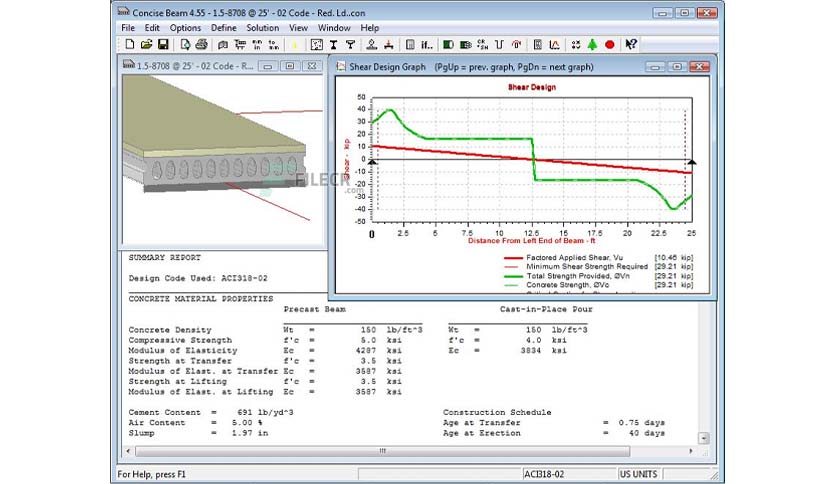 Concise Beam 4.55 - 1.5-8708 @ 25' - 02 Code - Red. Ld..con
File Edit View Define Solution Window Help
if..
1.5-8708 @ 25' - 02 Code - R...
Shear Design Graph (PgUp = prev. graph, PgDn = next graph)
Shear Design
Shear - kip
50
40
30
20
10
0
-10
-20
-30
-40
-50
0 2.5 5 7.5 10 12.5 15 17.5 20 22.5 25
Distance From Left End of Beam - ft
Factored Applied Shear, Vu [10.46 kip]
Minimum Shear Strength Required [29.21 kip]
Total Strength Provided, ØVn [29.21 kip]
Concrete Strength, ØVc [29.21 kip]
FILECR
.com
SUMMARY REPORT
Design Code Used: ACI318-02
CONCRETE MATERIAL PROPERTIES
Precast Beam Cast-in-Place Pour
Concrete Density Wt = 150 lb/ft^3 Wt = 150 lb/ft^3
Compressive Strength f'c = 5.0 ksi f'c = 4.0 ksi
Modulus of Elasticity Ec = 4287 ksi Ec = 3834 ksi
Strength at Transfer f'c = 3.5 ksi
Modulus of Elast. at Transfer Ec = 3587 ksi
Strength at Lifting f'c = 3.5 ksi
Modulus of Elast. at Lifting Ec = 3587 ksi
Cement Content = 691 lb/yd^3 Construction Schedule
Air Content = 5.00 % Age at Transfer = 0.75 days
Slump = 1.97 in Age at Erection = 40 days
For Help, press F1 ACI318-02 US UNITS